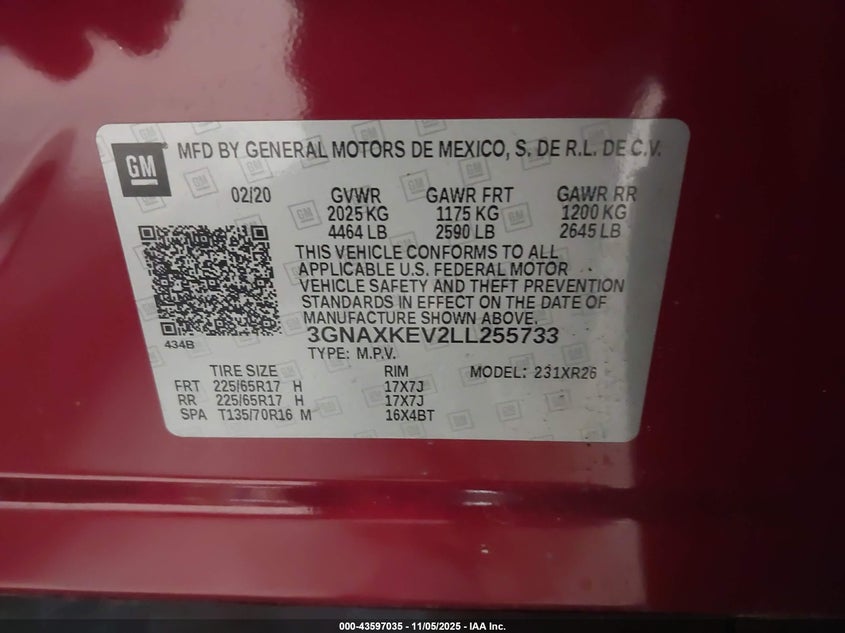 GM
MFD BY GENERAL MOTORS DE MEXICO, S. DE R.L. DE C.V.
02/20 GVWR GAWR FRT GAWR RR
2025 KG 1175 KG 1200 KG
4464 LB 2590 LB 2645 LB
THIS VEHICLE CONFORMS TO ALL
APPLICABLE U.S. FEDERAL MOTOR
VEHICLE SAFETY AND THEFT PREVENTION
STANDARDS IN EFFECT ON THE DATE OF
MANUFACTURE SHOWN ABOVE.
434B 3GNAXKEV2LL255733
TYPE: M.P.V.
TIRE SIZE RIM MODEL: 231XR26
FRT 225/65R17 H 17X7J
RR 225/65R17 H 17X7J
SPA T135/70R16 M 16X4BT
000-43597035 - 11/05/2025 - IAA Inc.